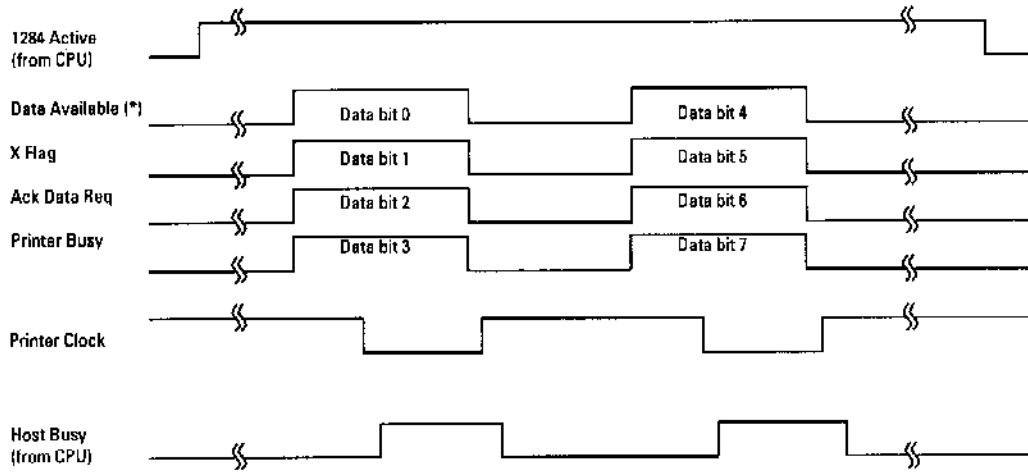 1284 Active
(from CPU)
Data Available (*)
Data bit 0
Data bit 4
X Flag
Data bit 1
Data bit 5
Ack Data Req
Data bit 2
Data bit 6
Printer Busy
Data bit 3
Data bit 7
Printer Clock
Host Busy
(from CPU)